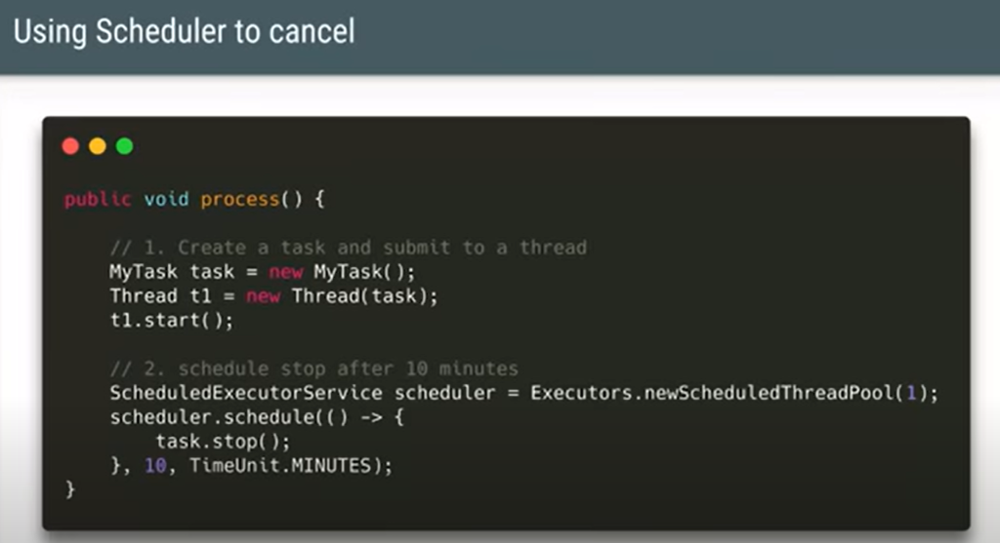 Using Scheduler to cancel
public void process() {
// 1. Create a task and submit to a thread
MyTask task = new MyTask();
Thread t1 = new Thread(task);
t1.start();
// 2. schedule stop after 10 minutes
ScheduledExecutorService scheduler = Executors.newScheduledThreadPool(1);
scheduler.schedule(() -> {
task.stop();
}, 10, TimeUnit.MINUTES);
}